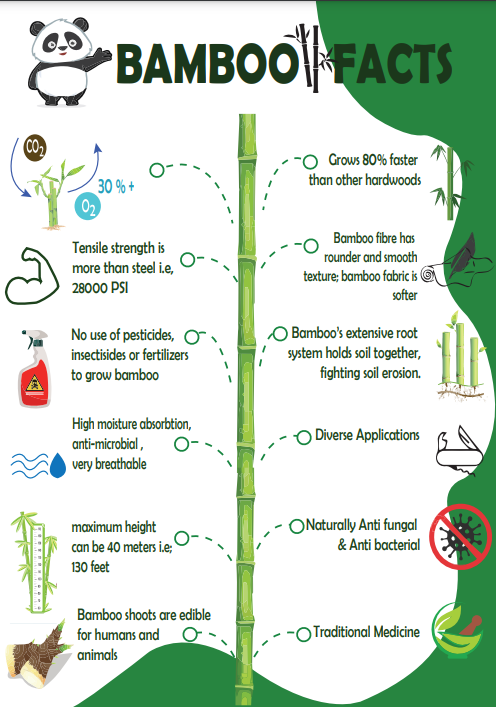 BAMBOO FACTS
CO2
30 % +
O2
Tensile strength is
more than steel i.e,
28000 PSI
No use of pesticides,
insectisides or fertilizers
to grow bamboo
High moisture absorbtion,
anti-microbial ,
very breathable
maximum height
can be 40 meters i.e;
130 feet
Bamboo shoots are edible
for humans and
animals
Grows 80% faster
than other hardwoods
Bamboo fibre has
rounder and smooth
texture; bamboo fabric is
softer
Bamboo's extensive root
system holds soil together,
fighting soil erosion.
Diverse Applications
Naturally Anti fungal
& Anti bacterial
Traditional Medicine